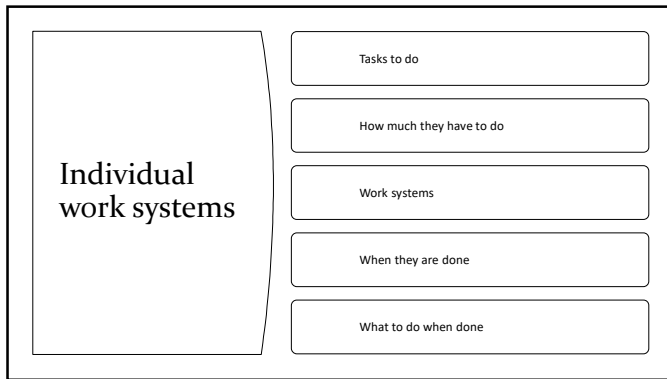 Individual
work systems
Tasks to do
How much they have to do
Work systems
When they are done
What to do when done